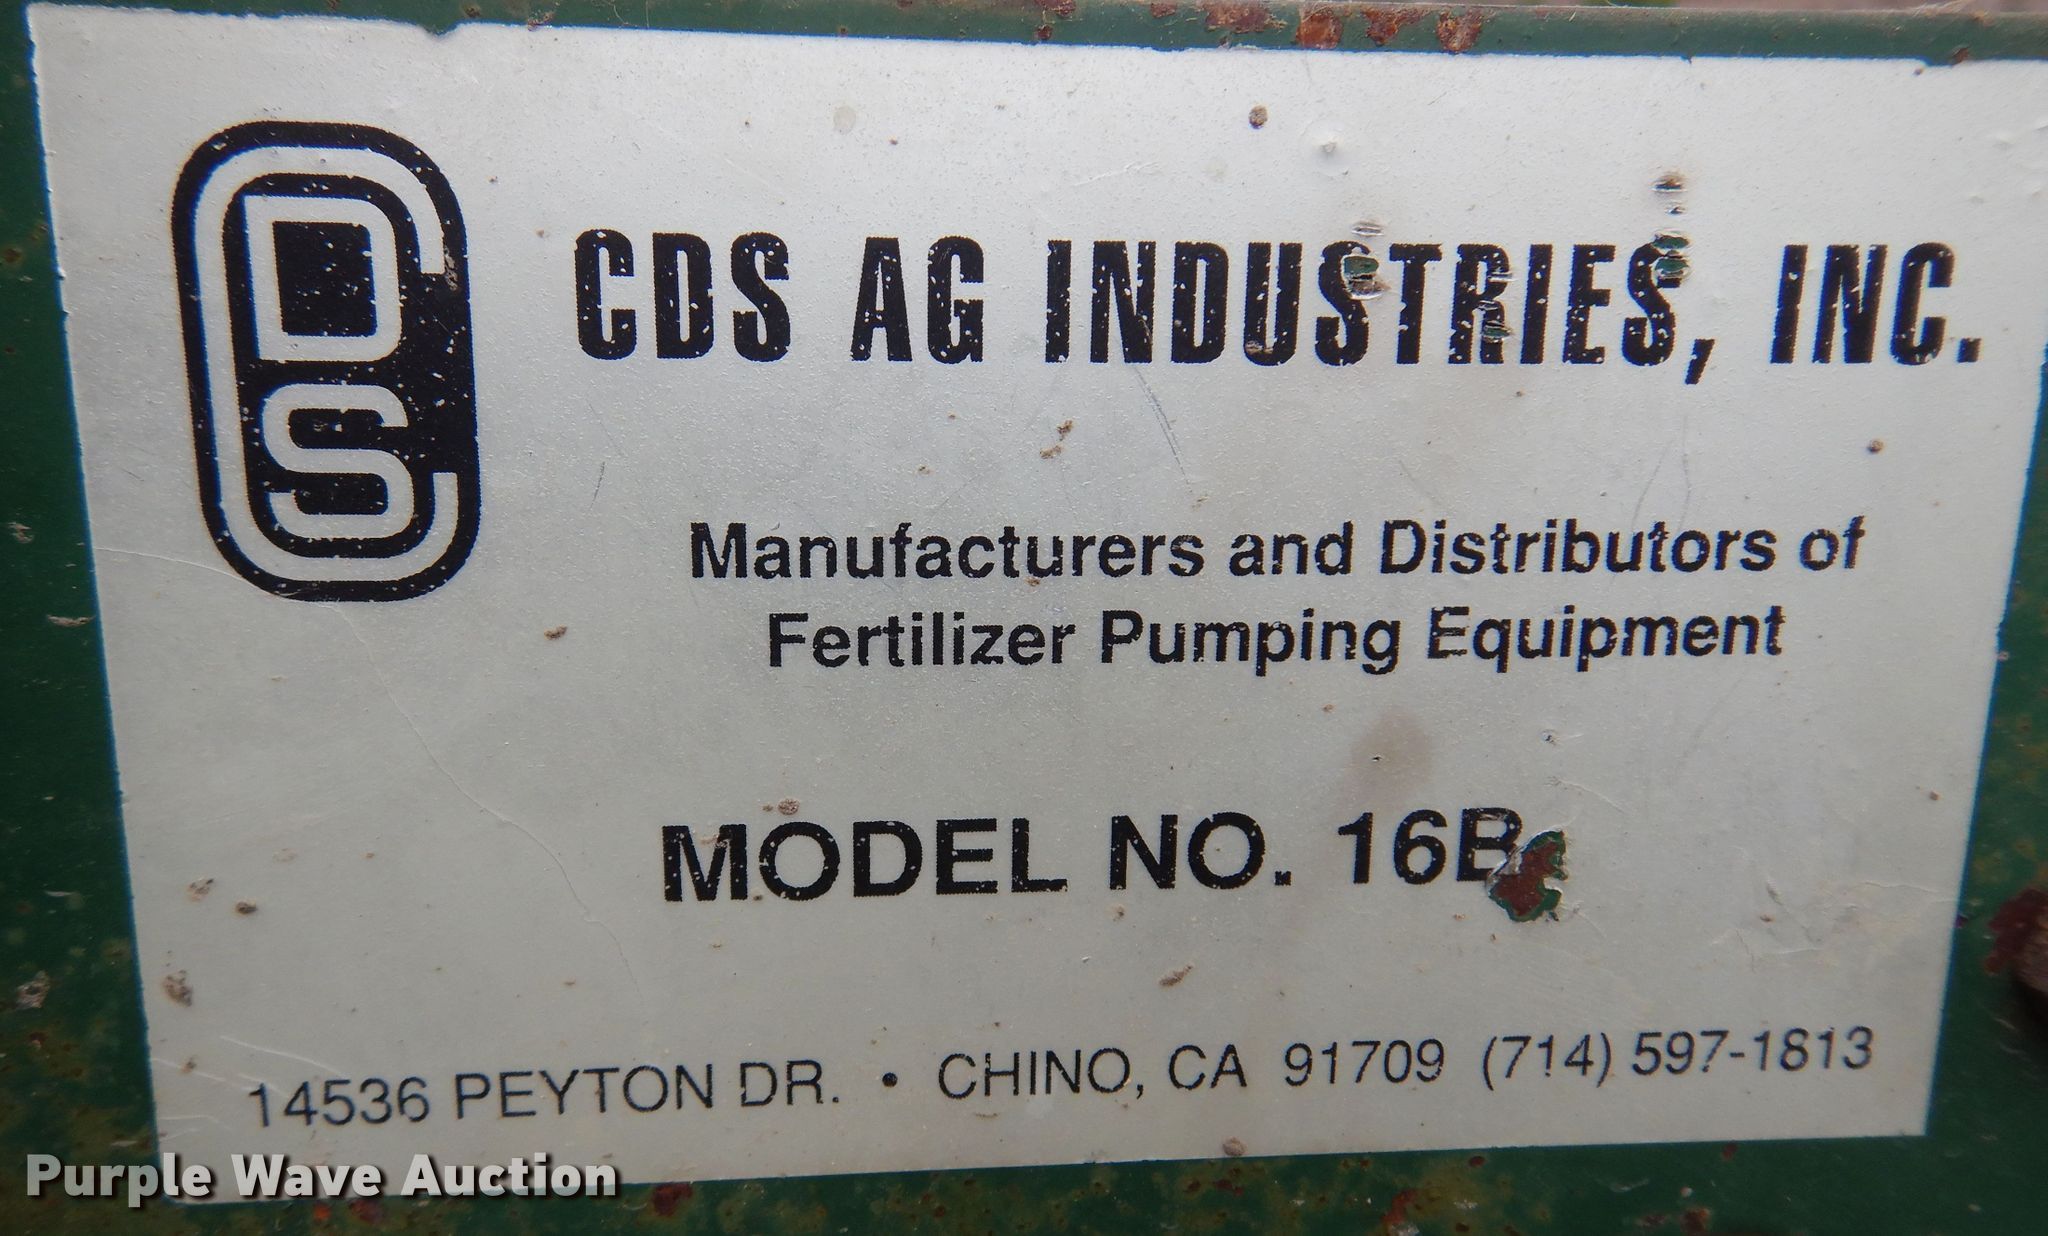 CDS
CDS AG INDUSTRIES, INC.
Manufacturers and Distributors of
Fertilizer Pumping Equipment
MODEL NO. 16B
14536 PEYTON DR. • CHINO, CA 91709 (714) 597-1813
Purple Wave Auction